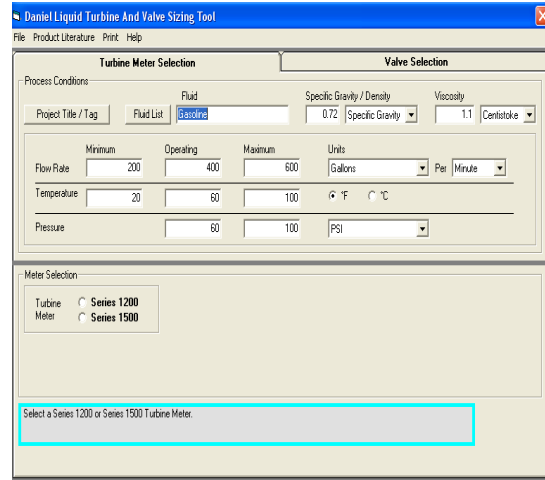 Daniel Liquid Turbine And Valve Sizing Tool
File Product Literature Print Help
Turbine Meter Selection Valve Selection
Process Conditions
Fluid Specific Gravity / Density Viscosity
Project Title / Tag Fluid List Gasoline 0.72 Specific Gravity 1.1 Centistoke
Minimum Operating Maximum Units
Flow Rate 200 400 600 Gallons Per Minute
Temperature 20 60 100 °F °C
Pressure 60 100 PSI
Meter Selection
Turbine Meter Series 1200
Series 1500
Select a Series 1200 or Series 1500 Turbine Meter.